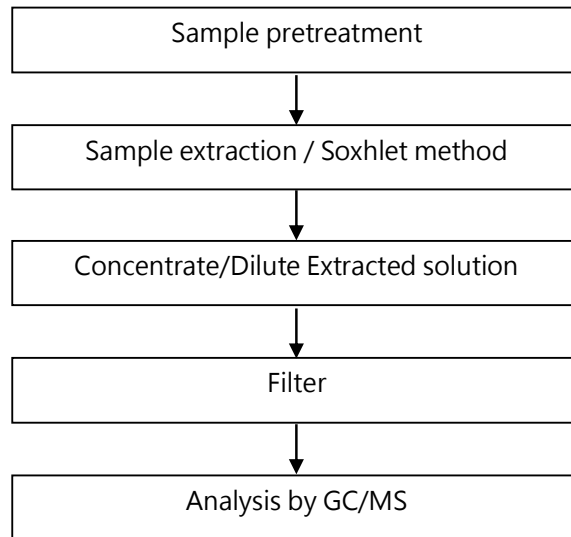 Sample pretreatment
Sample extraction / Soxhlet method
Concentrate/Dilute Extracted solution
Filter
Analysis by GC/MS